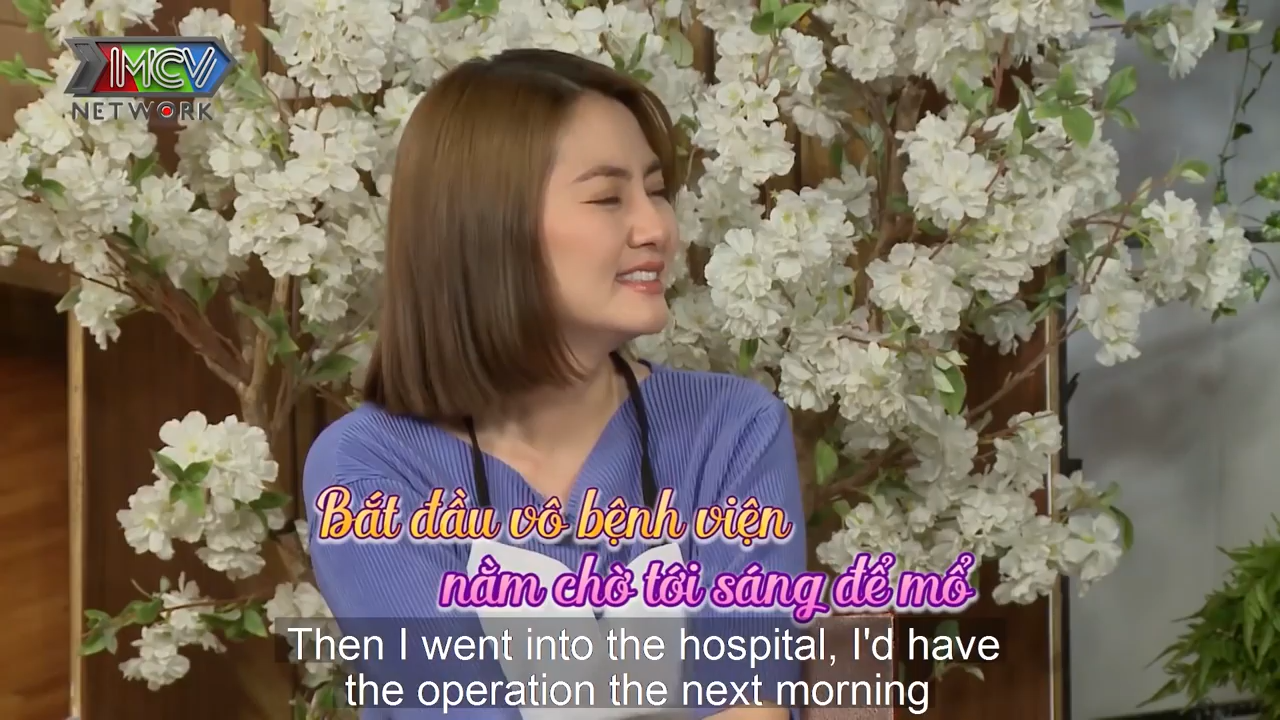 MCV
NETWORK
Bắt đầu vô bệnh viện
nằm chờ tới sáng để mổ
Then I went into the hospital, I'd have
the operation the next morning